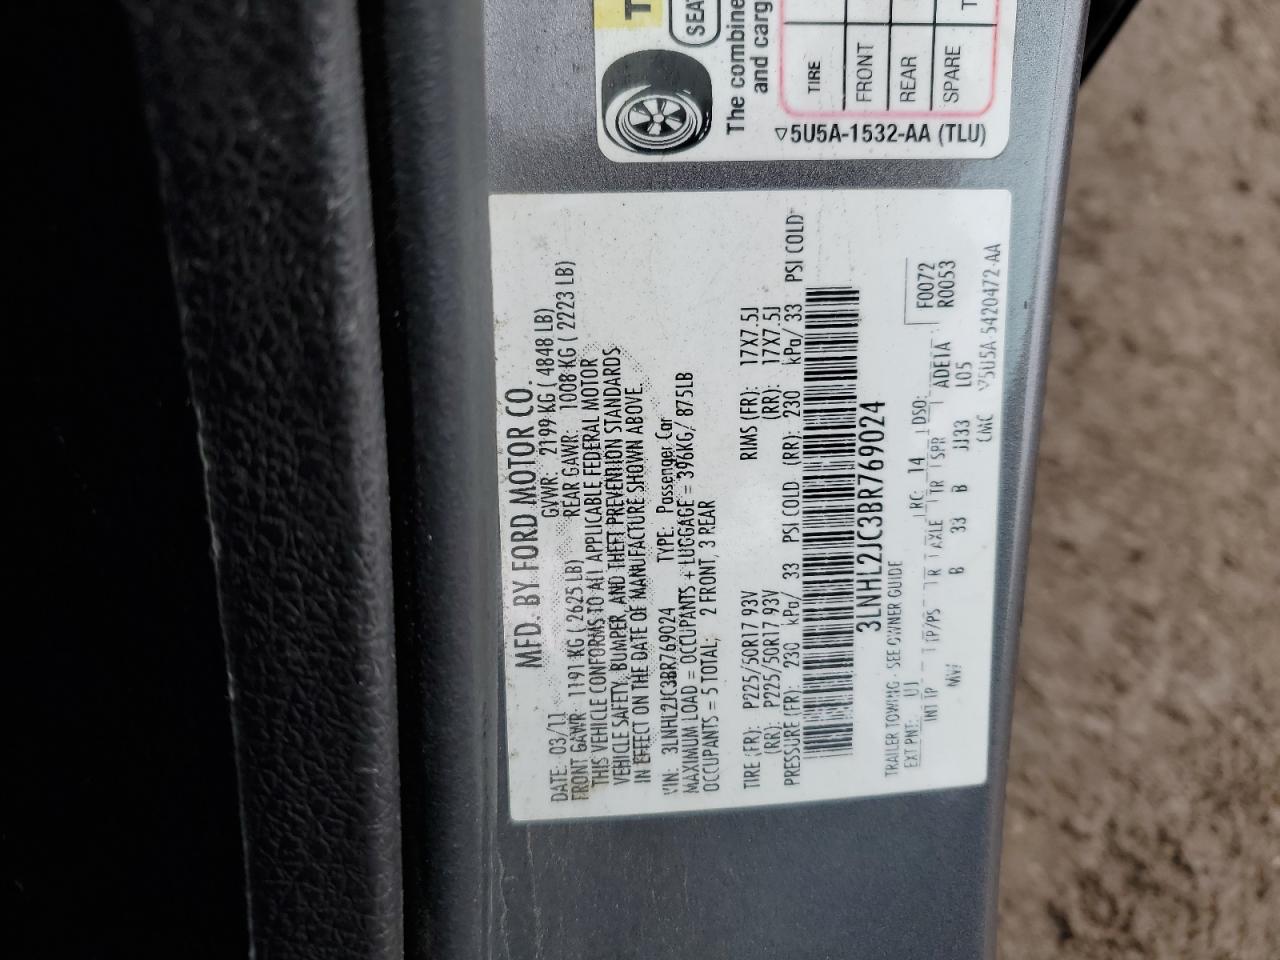 T
SEAT
The combine
and carg
TIRE
FRONT
REAR
SPARE T
▽5U5A-1532-AA (TLU)
MFD. BY FORD MOTOR CO.
DATE: 03/11 GVWR: 2199 KG ( 4848 LB)
FRONT GAWR: 1191 KG ( 2625 LB) REAR GAWR: 1008 KG ( 2223 LB)
THIS VEHICLE CONFORMS TO ALL APPLICABLE FEDERAL MOTOR
VEHICLE SAFETY, BUMPER, AND THEFT PREVENTION STANDARDS
IN EFFECT ON THE DATE OF MANUFACTURE SHOWN ABOVE.
VIN: 3LNHL2JC3BR769024 TYPE: Passenger Car
MAXIMUM LOAD = OCCUPANTS + LUGGAGE = 396KG/ 875LB
OCCUPANTS = 5 TOTAL, 2 FRONT, 3 REAR
TIRE (FR): P225/50R17 93V RIMS (FR): 17X7.5J
(RR): P225/50R17 93V (RR): 17X7.5J
PRESSURE (FR): 230 kPa/ 33 PSI COLD (RR): 230 kPa/ 33 PSI COLD
3LNHL2JC3BR769024
TRAILER TOWING - SEE OWNER GUIDE
EXT PNT: UJ RC: 14 DSO: F0072
INT TR TP/PS R AXLE TR SPR ADE1A R0053
MW B 33 B JJ33 L05
CMC ▽5U5A-5420472-AA